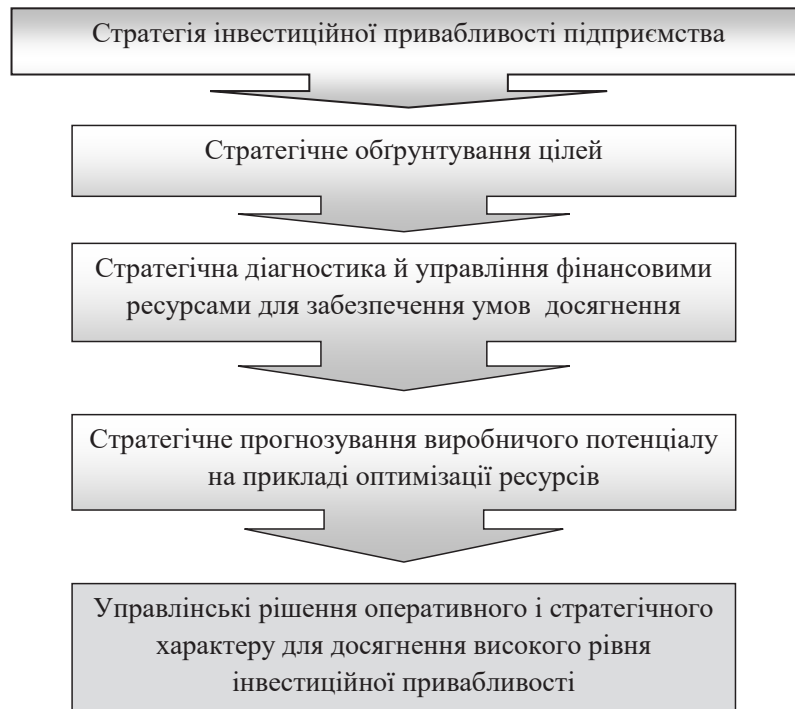 Стратегія інвестиційної привабливості підприємства
Стратегічне обґрунтування цілей
Стратегічна діагностика й управління фінансовими
ресурсами для забезпечення умов досягнення
Стратегічне прогнозування виробничого потенціалу
на прикладі оптимізації ресурсів
Управлінські рішення оперативного і стратегічного
характеру для досягнення високого рівня
інвестиційної привабливості